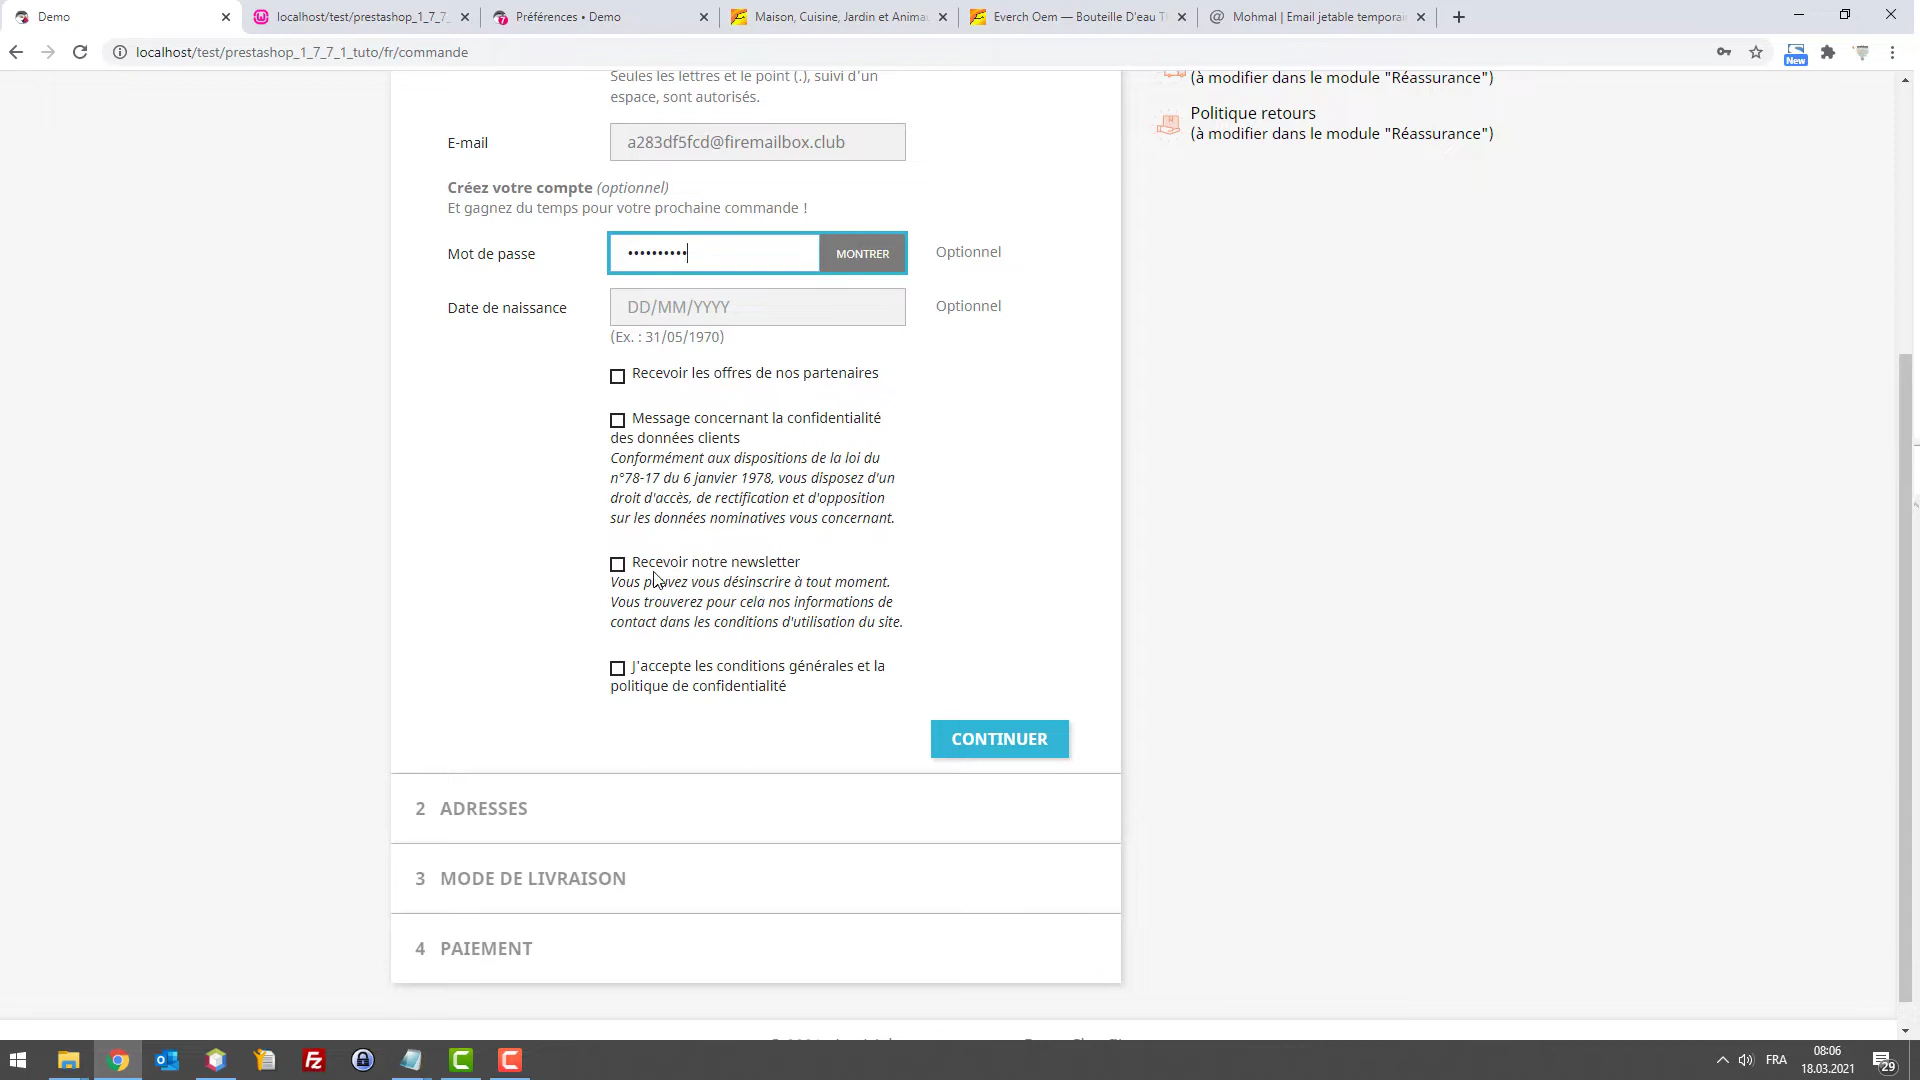 Demo
localhost/test/prestashop_1_7_7_
Préférences • Demo
Maison, Cuisine, Jardin et Anima
Everch Oem — Bouteille D'eau T
Mohmal | Email jetable temporai
localhost/test/prestashop_1_7_7_1_tuto/fr/commande
New
Seules les lettres et le point (.), suivi d'un
espace, sont autorisés.
(à modifier dans le module "Réassurance")
Politique retours
(à modifier dans le module "Réassurance")
E-mail
a283df5fcd@firemailbox.club
Créez votre compte (optionnel)
Et gagnez du temps pour votre prochaine commande !
Mot de passe
••••••••••
MONTRER
Optionnel
Date de naissance
DD/MM/YYYY
Optionnel
(Ex. : 31/05/1970)
Recevoir les offres de nos partenaires
Message concernant la confidentialité
des données clients
Conformément aux dispositions de la loi du
n°78-17 du 6 janvier 1978, vous disposez d'un
droit d'accès, de rectification et d'opposition
sur les données nominatives vous concernant.
Recevoir notre newsletter
Vous pouvez vous désinscrire à tout moment.
Vous trouverez pour cela nos informations de
contact dans les conditions d'utilisation du site.
J'accepte les conditions générales et la
politique de confidentialité
CONTINUER
2 ADRESSES
3 MODE DE LIVRAISON
4 PAIEMENT
FRA
08:06
18.03.2021
29